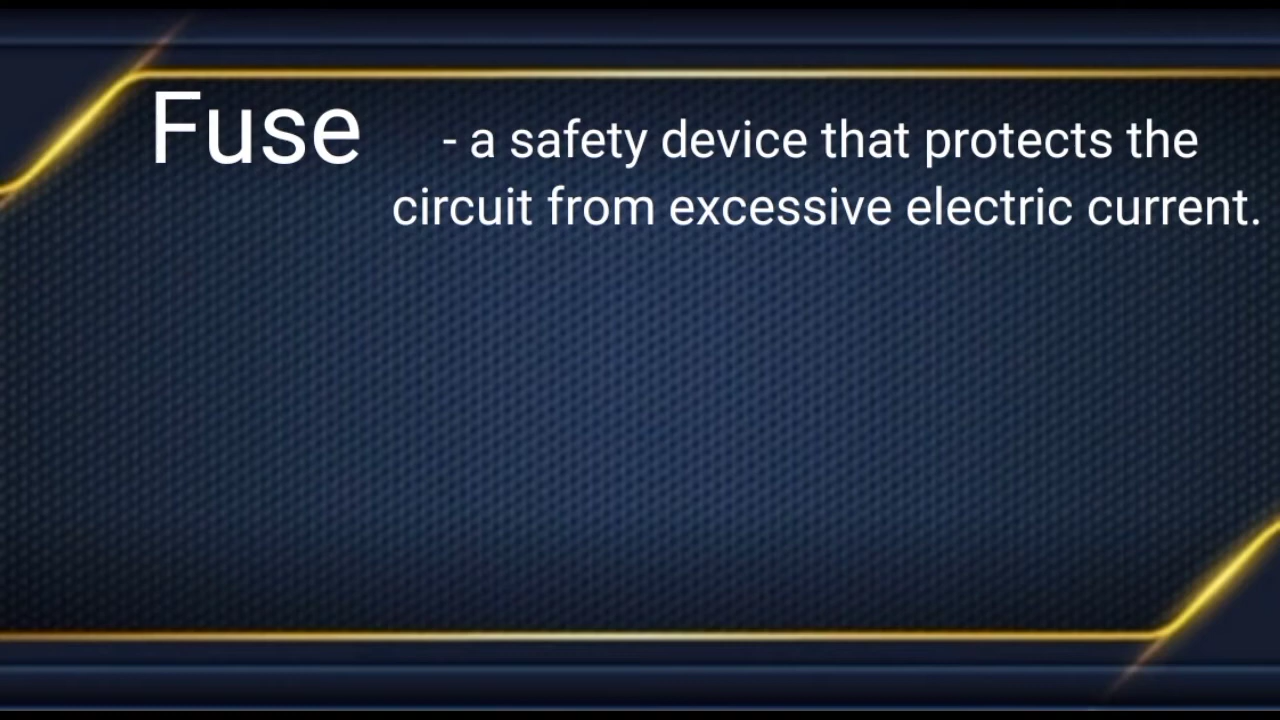 Fuse - a safety device that protects the
circuit from excessive electric current.